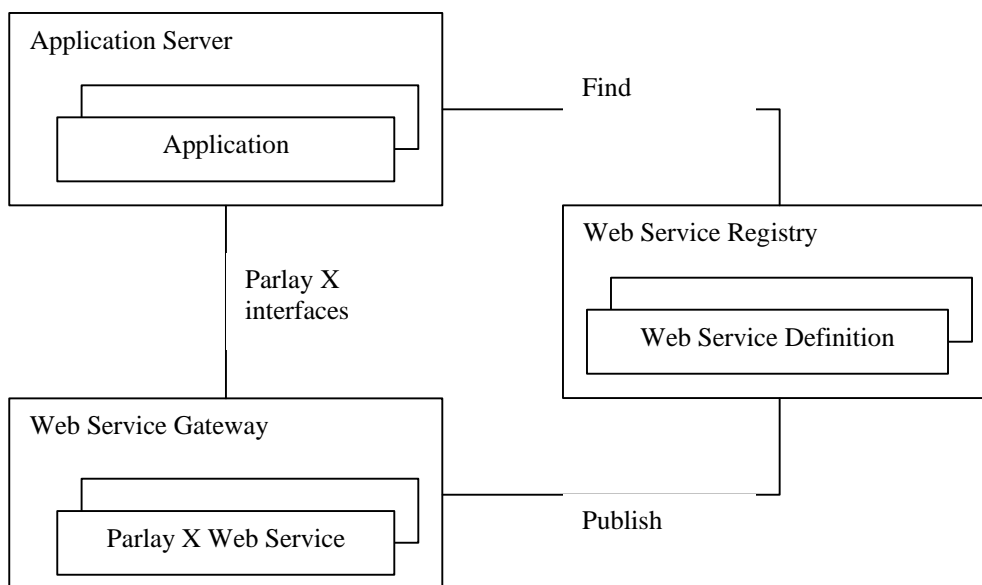 Application Server
Find
Application
Web Service Registry
Parlay X
interfaces
Web Service Definition
Web Service Gateway
Publish
Parlay X Web Service